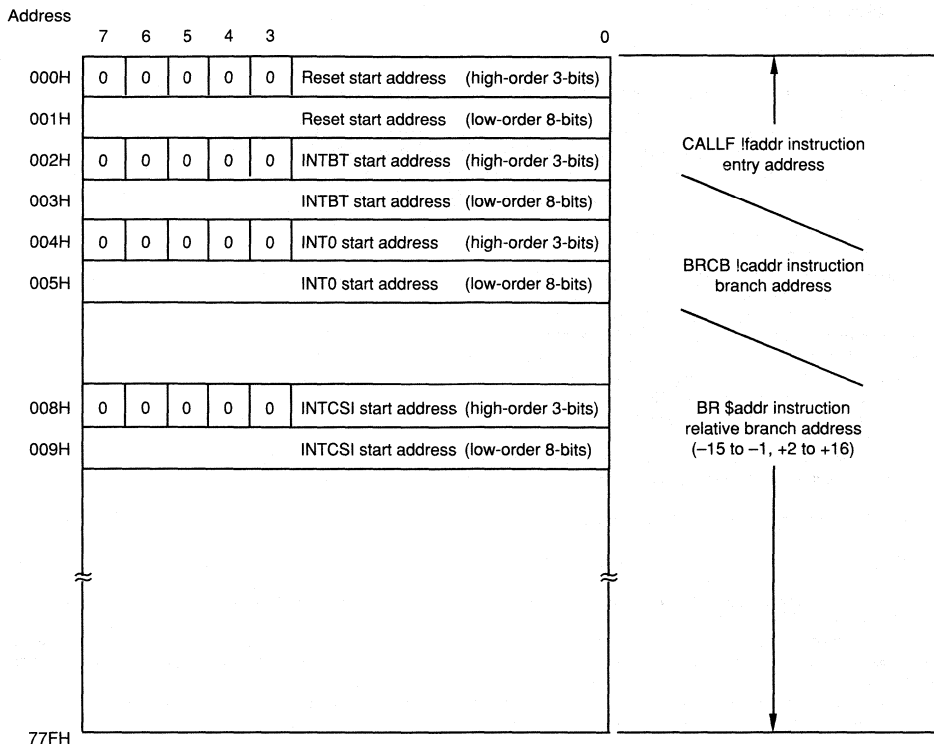 Address
7 6 5 4 3 0
000H 0 0 0 0 0 Reset start address (high-order 3-bits)
001H Reset start address (low-order 8-bits)
002H 0 0 0 0 0 INTBT start address (high-order 3-bits)
003H INTBT start address (low-order 8-bits)
004H 0 0 0 0 0 INT0 start address (high-order 3-bits)
005H INT0 start address (low-order 8-bits)
008H 0 0 0 0 0 INTCSI start address (high-order 3-bits)
009H INTCSI start address (low-order 8-bits)
77FH
CALLF !faddr instruction
entry address
BRCB !caddr instruction
branch address
BR $addr instruction
relative branch address
(–15 to –1, +2 to +16)